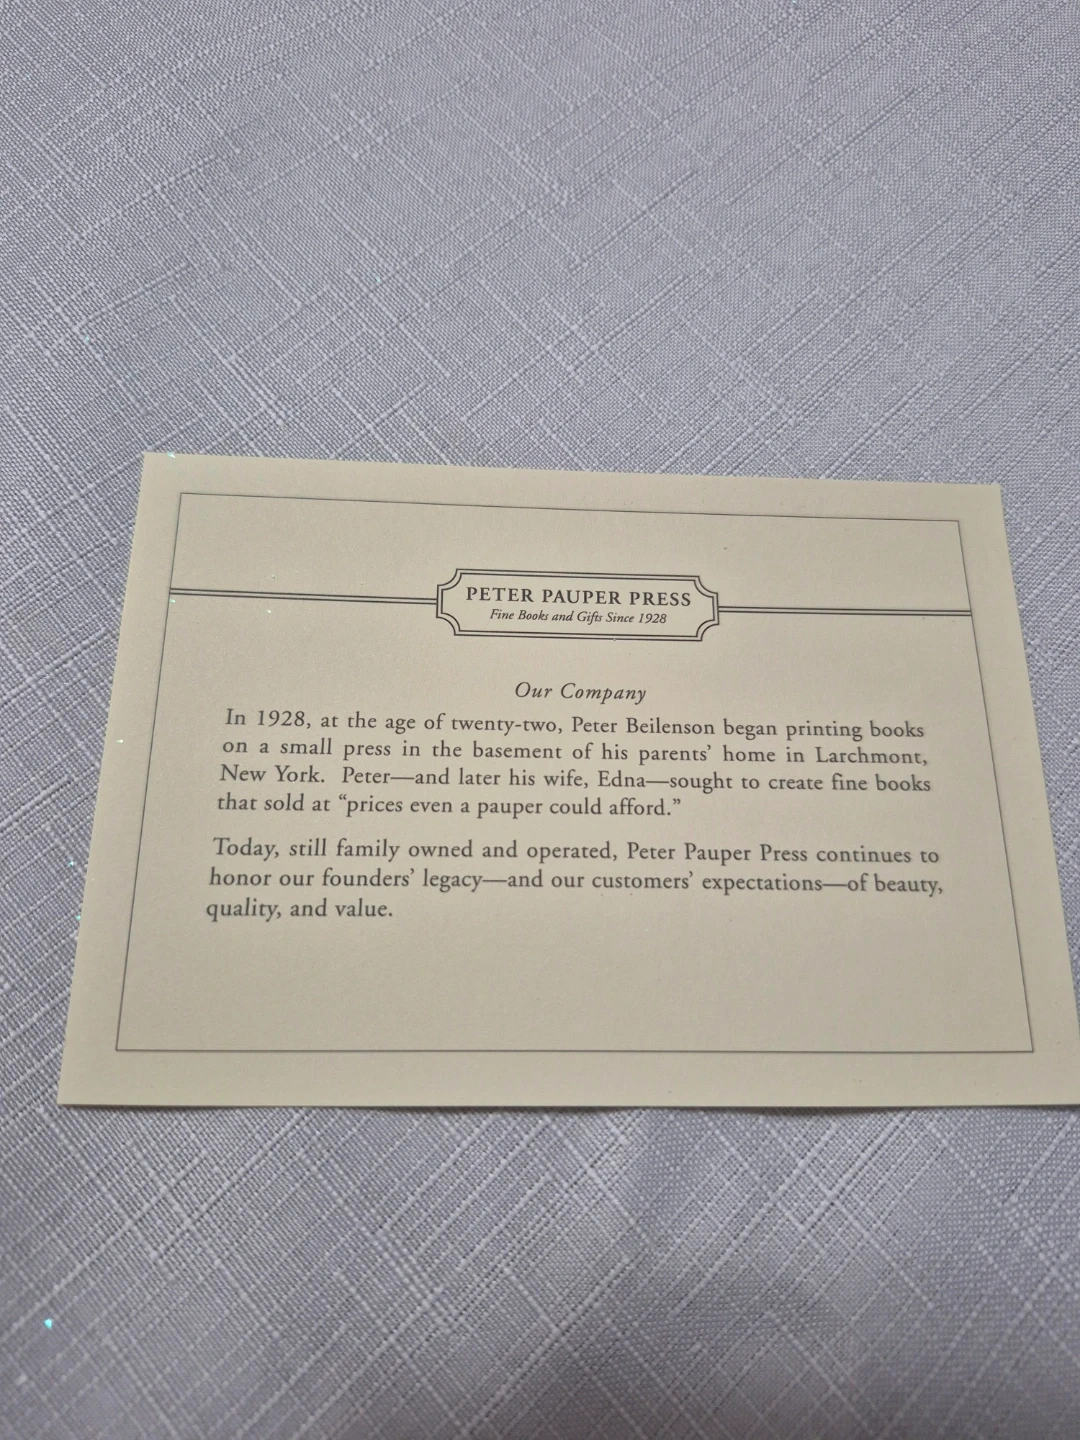 PETER PAUPER PRESS
Fine Books and Gifts Since 1928
Our Company
In 1928, at the age of twenty-two, Peter Beilenson began printing books
on a small press in the basement of his parents’ home in Larchmont,
New York. Peter—and later his wife, Edna—sought to create fine books
that sold at “prices even a pauper could afford.”
Today, still family owned and operated, Peter Pauper Press continues to
honor our founders’ legacy—and our customers’ expectations—of beauty,
quality, and value.